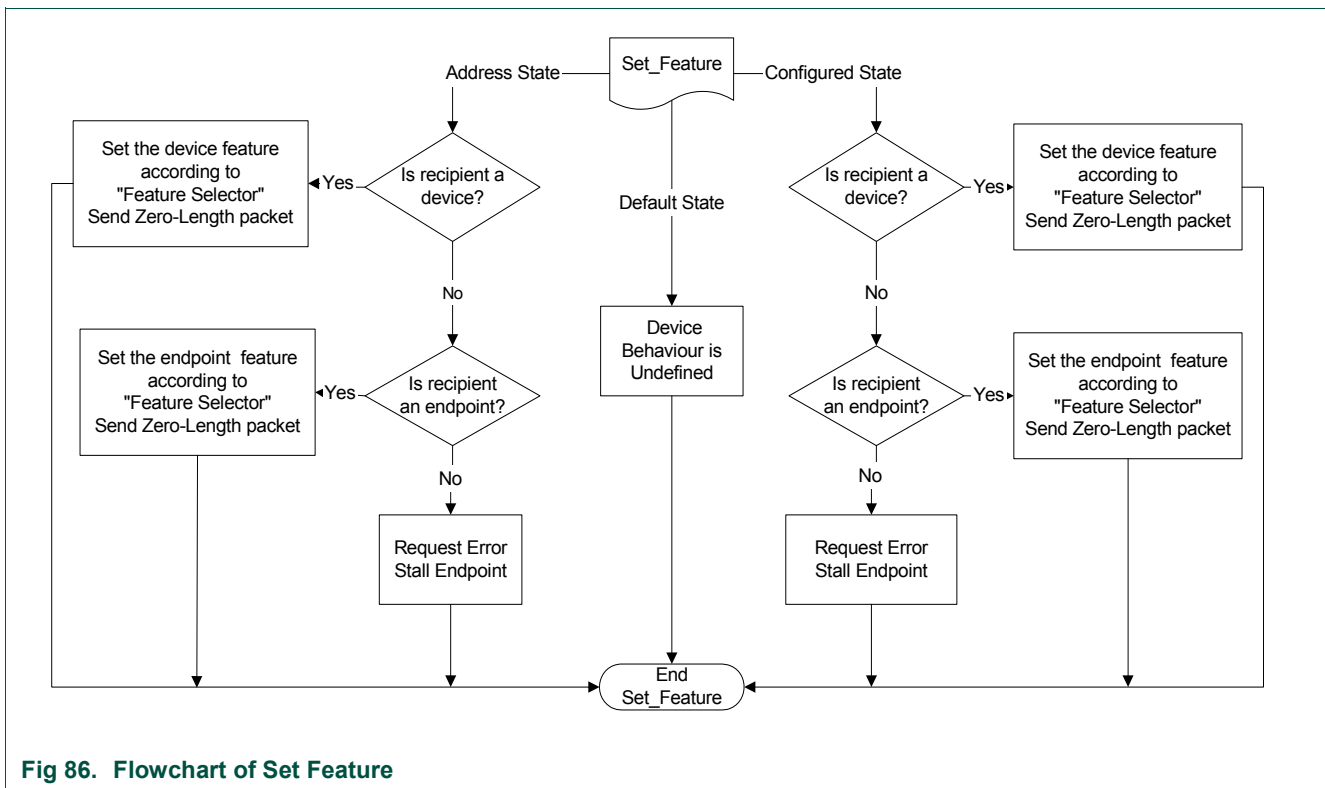 Set_Feature
Address State
Configured State
Default State
Is recipient a
device?
Yes
Set the device feature
according to
"Feature Selector"
Send Zero-Length packet
No
Is recipient
an endpoint?
Yes
Set the endpoint  feature
according to
"Feature Selector"
Send Zero-Length packet
No
Request Error
Stall Endpoint
Device
Behaviour is
Undefined
Is recipient a
device?
Yes
Set the device feature
according to
"Feature Selector"
Send Zero-Length packet
No
Is recipient
an endpoint?
Yes
Set the endpoint  feature
according to
"Feature Selector"
Send Zero-Length packet
No
Request Error
Stall Endpoint
End
Set_Feature
Fig 86. Flowchart of Set Feature